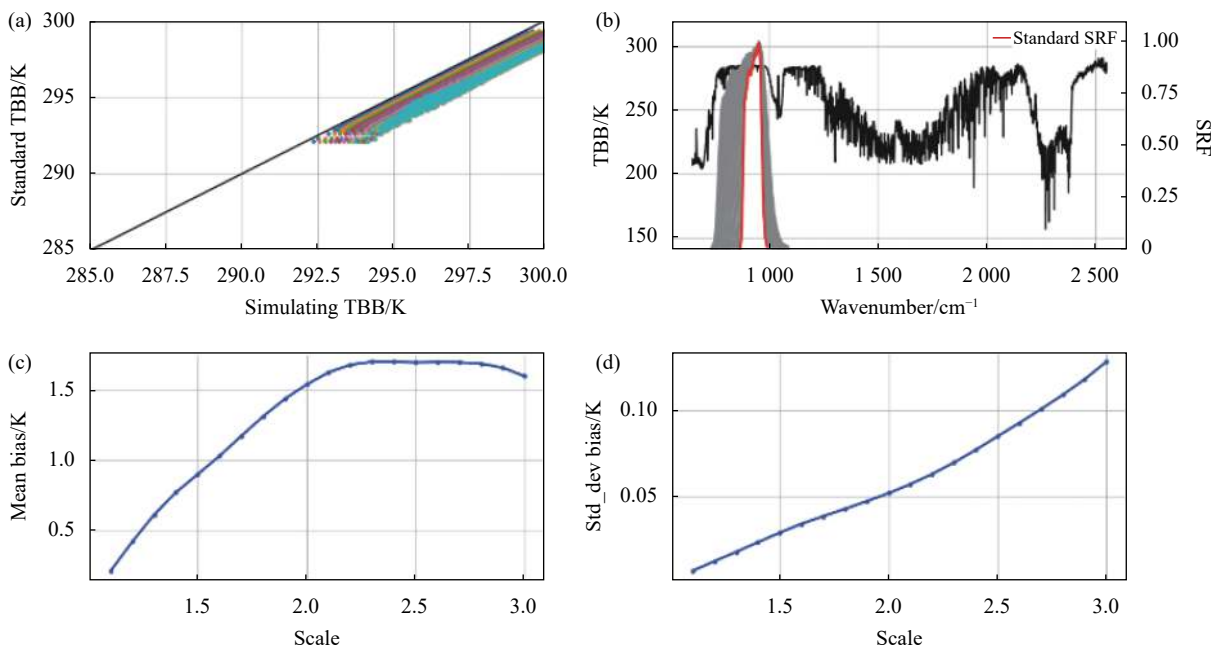 (a)
300
295
290
285
Standard TBB/K
285.0 287.5 290.0 292.5 295.0 297.5 300.0
Simulating TBB/K
(b)
Standard SRF
300
250
200
150
TBB/K
1.00
0.75
0.50
0.25
0
SRF
1 000 1 500 2 000 2 500
Wavenumber/cm⁻¹
(c)
1.5
1.0
0.5
Mean bias/K
1.5 2.0 2.5 3.0
Scale
(d)
0.10
0.05
Std_dev bias/K
1.5 2.0 2.5 3.0
Scale